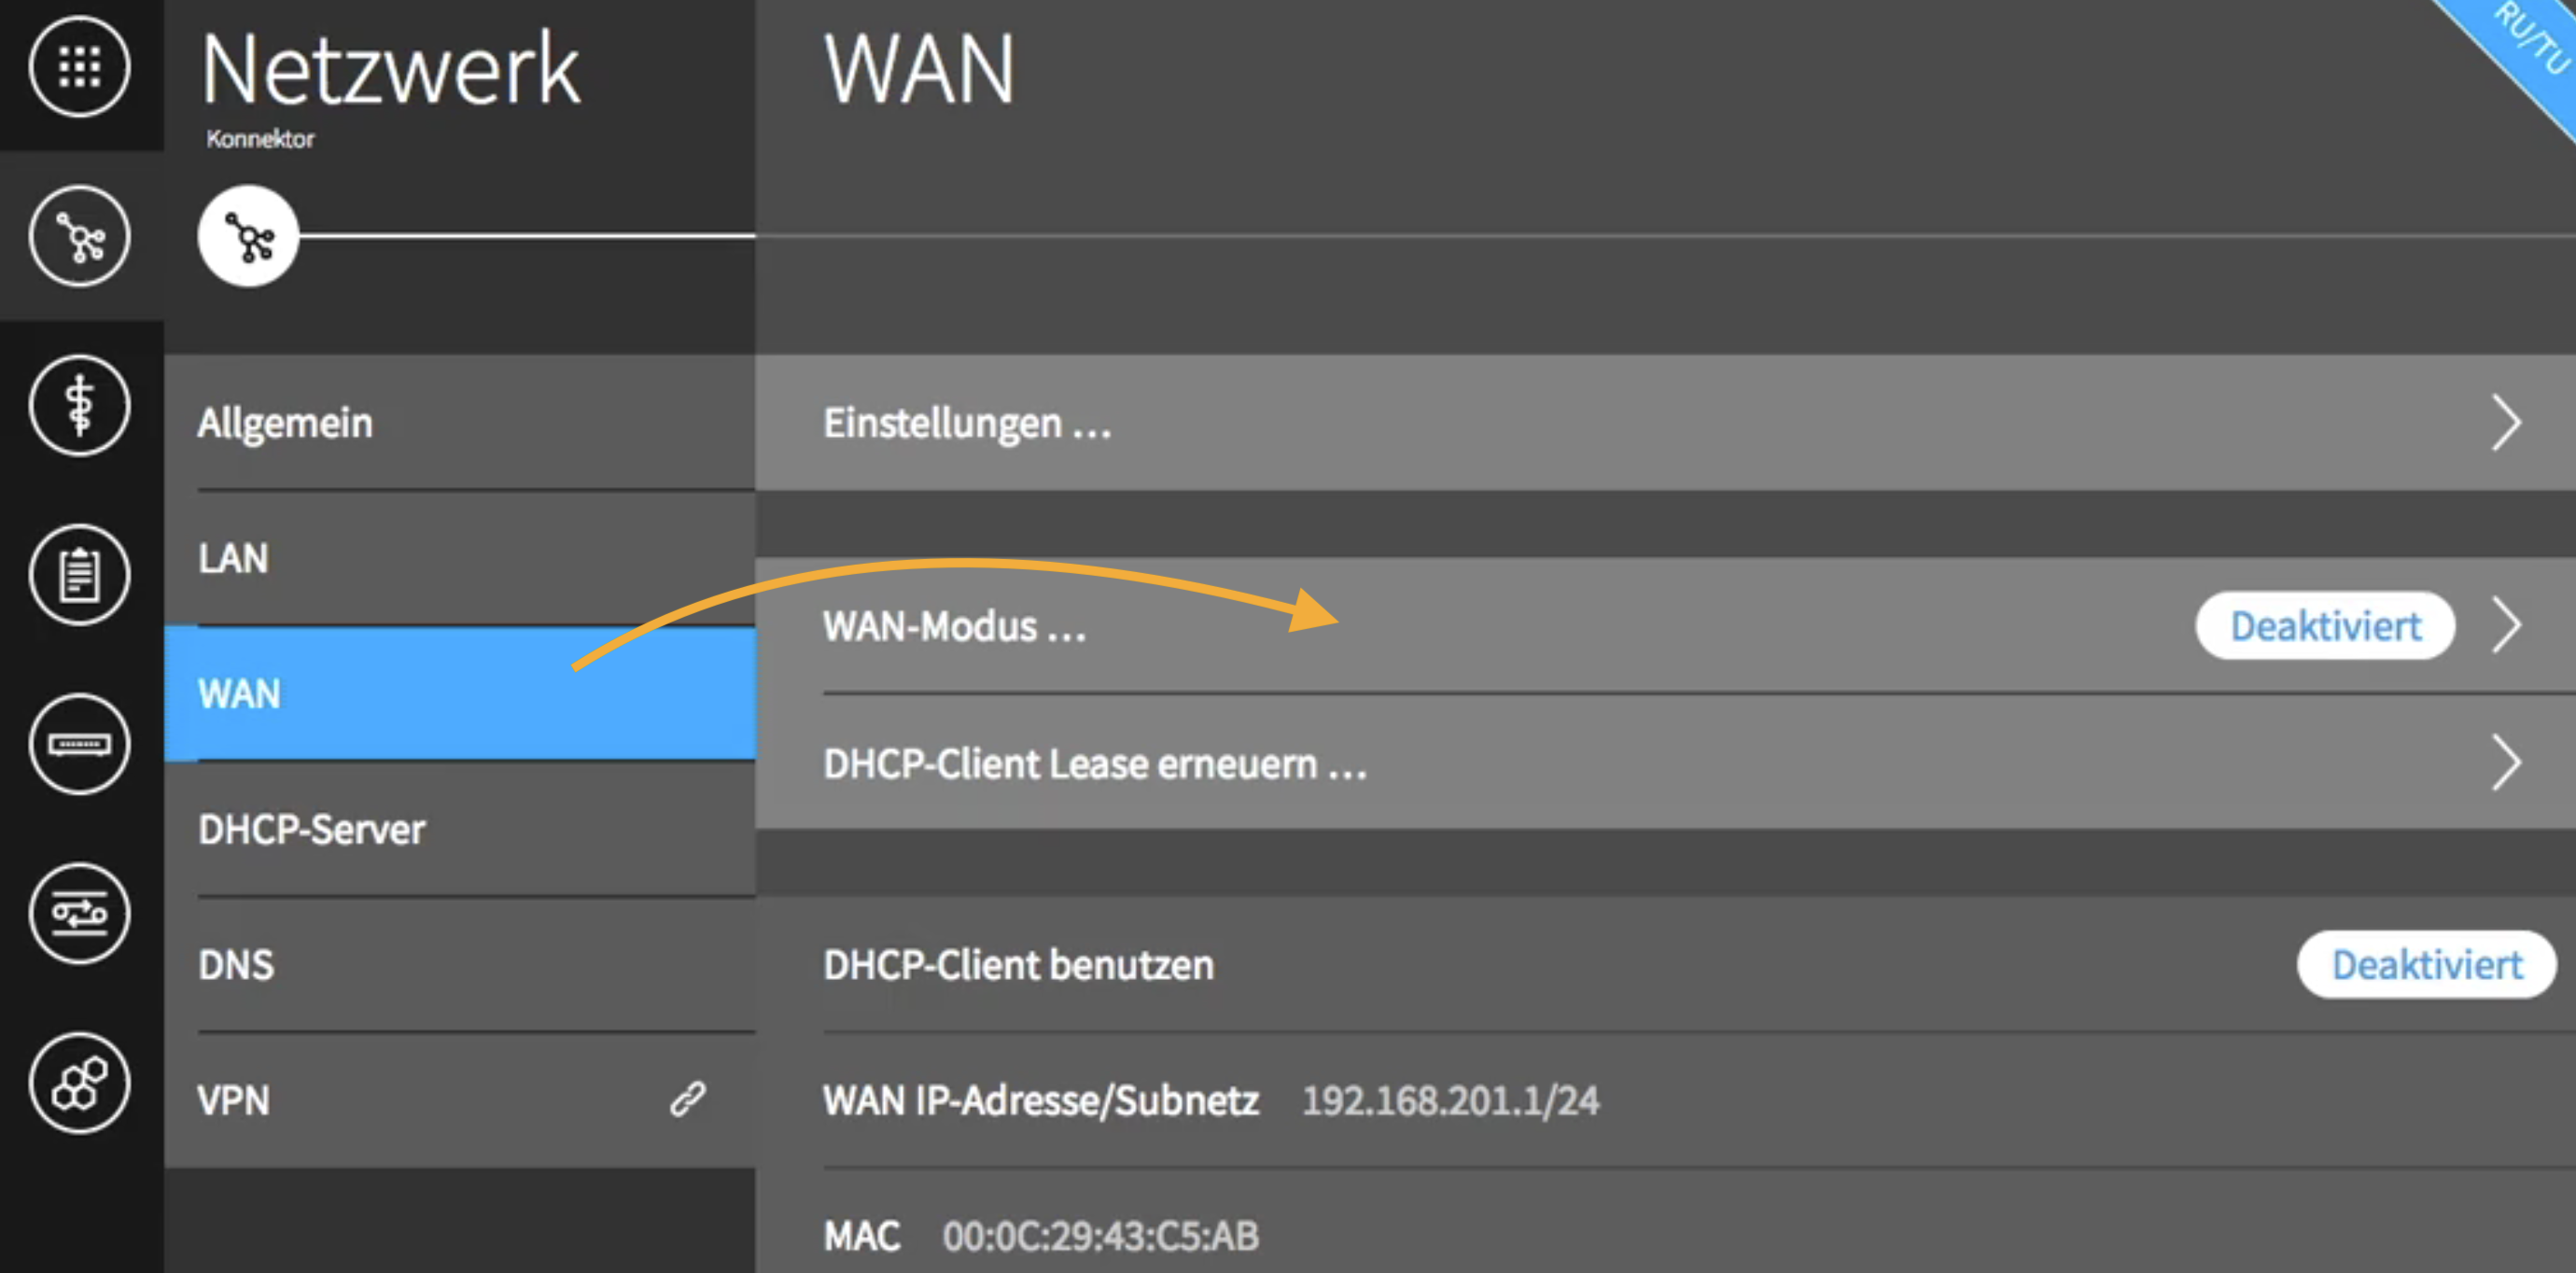 Netzwerk
Konnektor
WAN
RU/TU
Allgemein
LAN
WAN
DHCP-Server
DNS
VPN
Einstellungen ...
WAN-Modus ... Deaktiviert
DHCP-Client Lease erneuern ...
DHCP-Client benutzen Deaktiviert
WAN IP-Adresse/Subnetz 192.168.201.1/24
MAC 00:0C:29:43:C5:AB